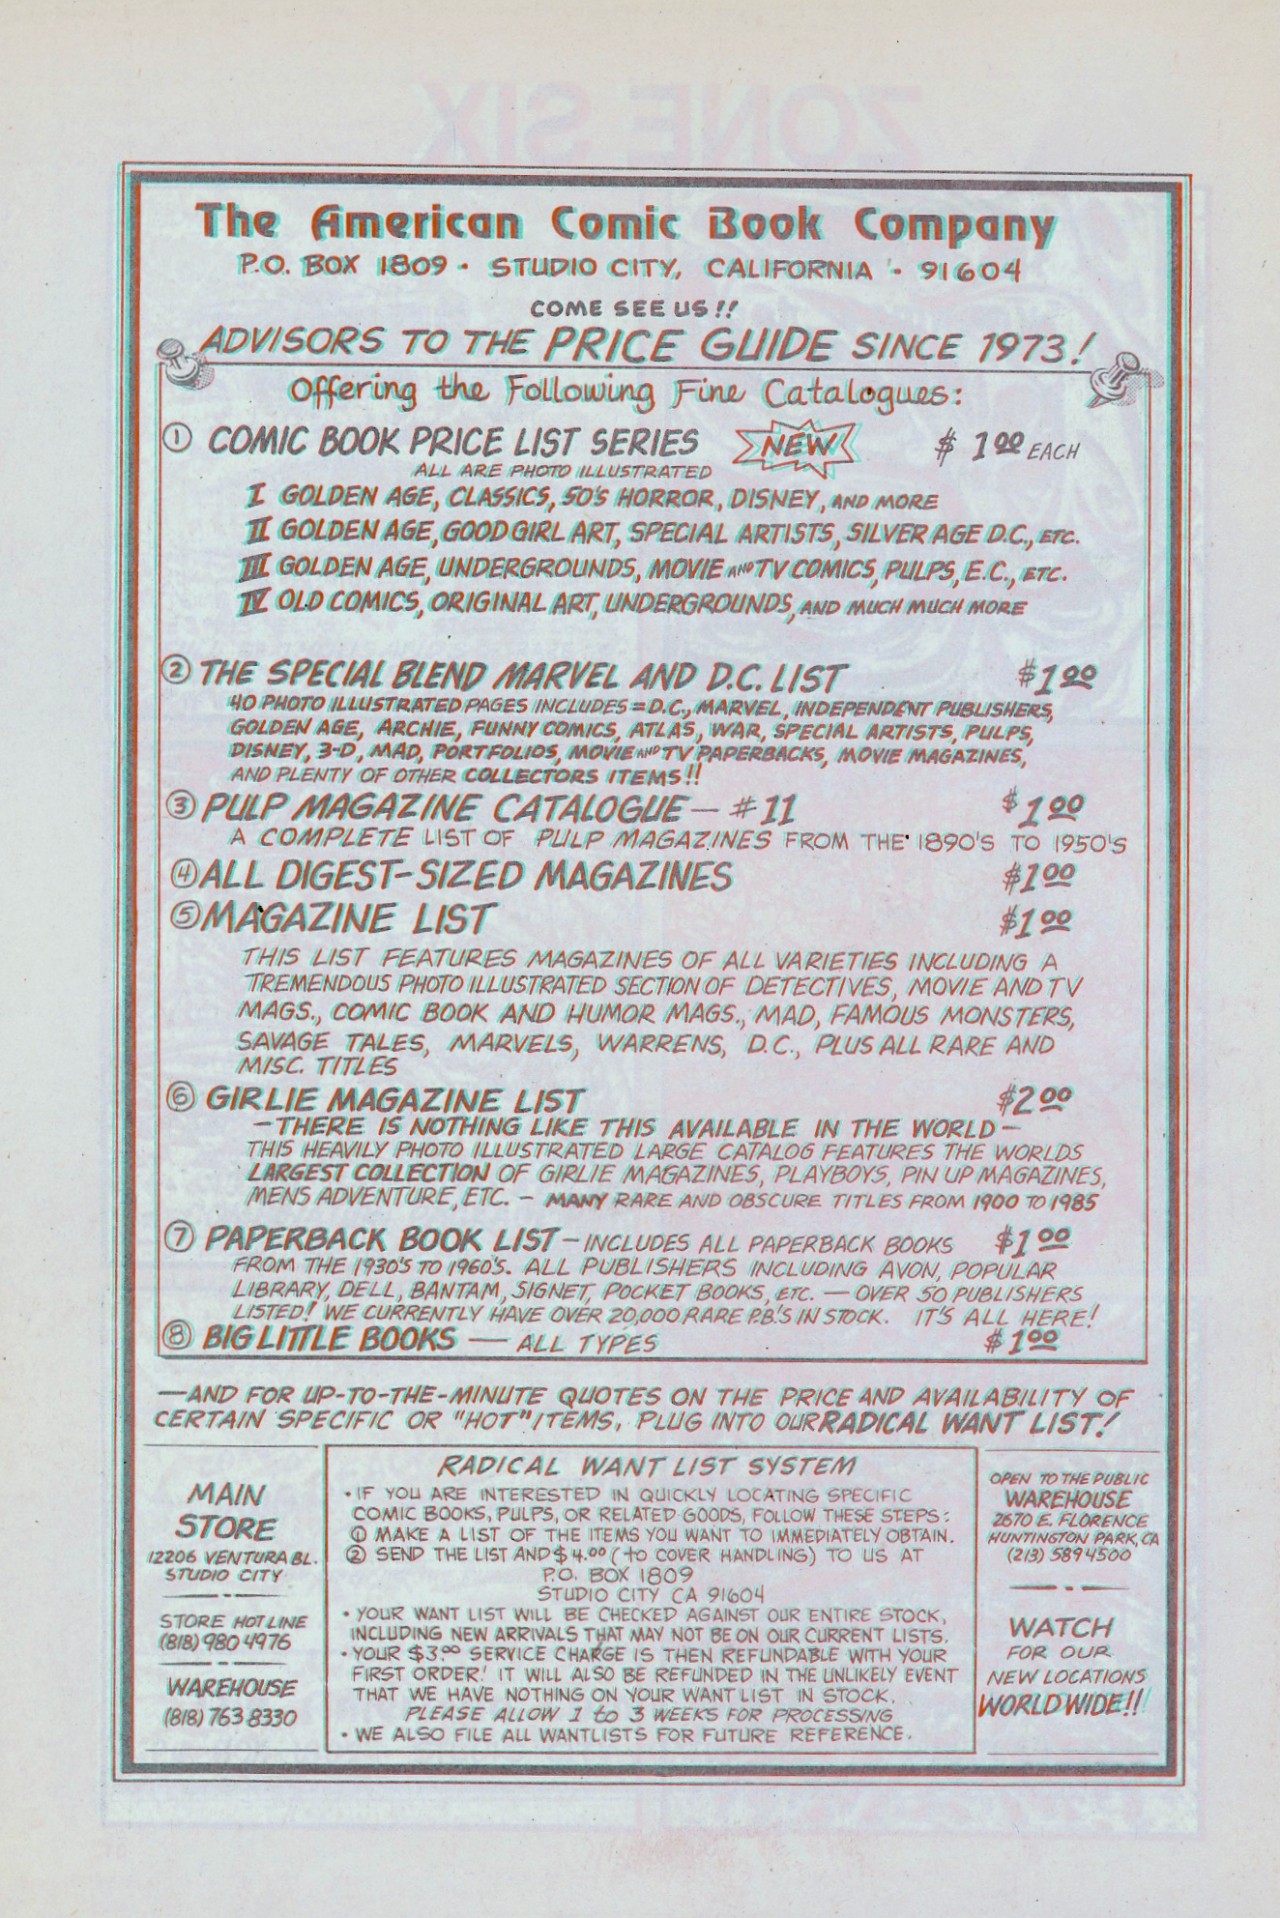 The American Comic Book Company
P.O. BOX 1809 · STUDIO CITY, CALIFORNIA · 91604
COME SEE US!!
ADVISORS TO THE PRICE GUIDE SINCE 1973!
Offering the Following Fine Catalogues:
① COMIC BOOK PRICE LIST SERIES NEW $1.00 EACH
ALL ARE PHOTO ILLUSTRATED
I GOLDEN AGE, CLASSICS, 50'S HORROR, DISNEY, AND MORE
II GOLDEN AGE, GOOD GIRL ART, SPECIAL ARTISTS, SILVER AGE D.C., ETC.
III GOLDEN AGE, UNDERGROUNDS, MOVIE AND TV COMICS, PULPS, E.C., ETC.
IV OLD COMICS, ORIGINAL ART, UNDERGROUNDS, AND MUCH MUCH MORE
② THE SPECIAL BLEND MARVEL AND D.C. LIST $1.00
40 PHOTO ILLUSTRATED PAGES INCLUDES = D.C., MARVEL, INDEPENDENT PUBLISHERS,
GOLDEN AGE, ARCHIE, FUNNY COMICS, ATLAS, WAR, SPECIAL ARTISTS, PULPS,
DISNEY, 3-D, MAD, PORTFOLIOS, MOVIE AND TV PAPERBACKS, MOVIE MAGAZINES,
AND PLENTY OF OTHER COLLECTORS ITEMS!!
③ PULP MAGAZINE CATALOGUE — #11 $1.00
A COMPLETE LIST OF PULP MAGAZINES FROM THE 1890'S TO 1950'S
④ ALL DIGEST-SIZED MAGAZINES $1.00
⑤ MAGAZINE LIST $1.00
THIS LIST FEATURES MAGAZINES OF ALL VARIETIES INCLUDING A
TREMENDOUS PHOTO ILLUSTRATED SECTION OF DETECTIVES, MOVIE AND TV
MAGS., COMIC BOOK AND HUMOR MAGS., MAD, FAMOUS MONSTERS,
SAVAGE TALES, MARVELS, WARRENS, D.C., PLUS ALL RARE AND
MISC. TITLES
⑥ GIRLIE MAGAZINE LIST $2.00
– THERE IS NOTHING LIKE THIS AVAILABLE IN THE WORLD –
THIS HEAVILY PHOTO ILLUSTRATED LARGE CATALOG FEATURES THE WORLDS
LARGEST COLLECTION OF GIRLIE MAGAZINES, PLAYBOYS, PIN UP MAGAZINES,
MENS ADVENTURE, ETC. – MANY RARE AND OBSCURE TITLES FROM 1900 TO 1985
⑦ PAPERBACK BOOK LIST – INCLUDES ALL PAPERBACK BOOKS $1.00
FROM THE 1930'S TO 1960'S. ALL PUBLISHERS INCLUDING AVON, POPULAR
LIBRARY, DELL, BANTAM, SIGNET, POCKET BOOKS, ETC. — OVER 50 PUBLISHERS
LISTED! WE CURRENTLY HAVE OVER 20,000 RARE P.B.'S IN STOCK. IT'S ALL HERE!
⑧ BIG LITTLE BOOKS — ALL TYPES $1.00
—AND FOR UP-TO-THE-MINUTE QUOTES ON THE PRICE AND AVAILABILITY OF
CERTAIN SPECIFIC OR "HOT" ITEMS, PLUG INTO OUR RADICAL WANT LIST!
MAIN
STORE
12206 VENTURA BL.
STUDIO CITY
STORE HOT LINE
(818) 980 4976
WAREHOUSE
(818) 763 8330
RADICAL WANT LIST SYSTEM
• IF YOU ARE INTERESTED IN QUICKLY LOCATING SPECIFIC
COMIC BOOKS, PULPS, OR RELATED GOODS, FOLLOW THESE STEPS:
① MAKE A LIST OF THE ITEMS YOU WANT TO IMMEDIATELY OBTAIN.
② SEND THE LIST AND $4.00 (to COVER HANDLING) TO US AT
P.O. BOX 1809
STUDIO CITY CA 91604
• YOUR WANT LIST WILL BE CHECKED AGAINST OUR ENTIRE STOCK,
INCLUDING NEW ARRIVALS THAT MAY NOT BE ON OUR CURRENT LISTS.
• YOUR $3.00 SERVICE CHARGE IS THEN REFUNDABLE WITH YOUR
FIRST ORDER! IT WILL ALSO BE REFUNDED IN THE UNLIKELY EVENT
THAT WE HAVE NOTHING ON YOUR WANT LIST IN STOCK.
PLEASE ALLOW 1 to 3 WEEKS FOR PROCESSING
• WE ALSO FILE ALL WANTLISTS FOR FUTURE REFERENCE.
OPEN TO THE PUBLIC
WAREHOUSE
2670 E. FLORENCE
HUNTINGTON PARK, CA
(213) 589 4500
WATCH
FOR OUR
NEW LOCATIONS
WORLD WIDE!!
ZONE SIX